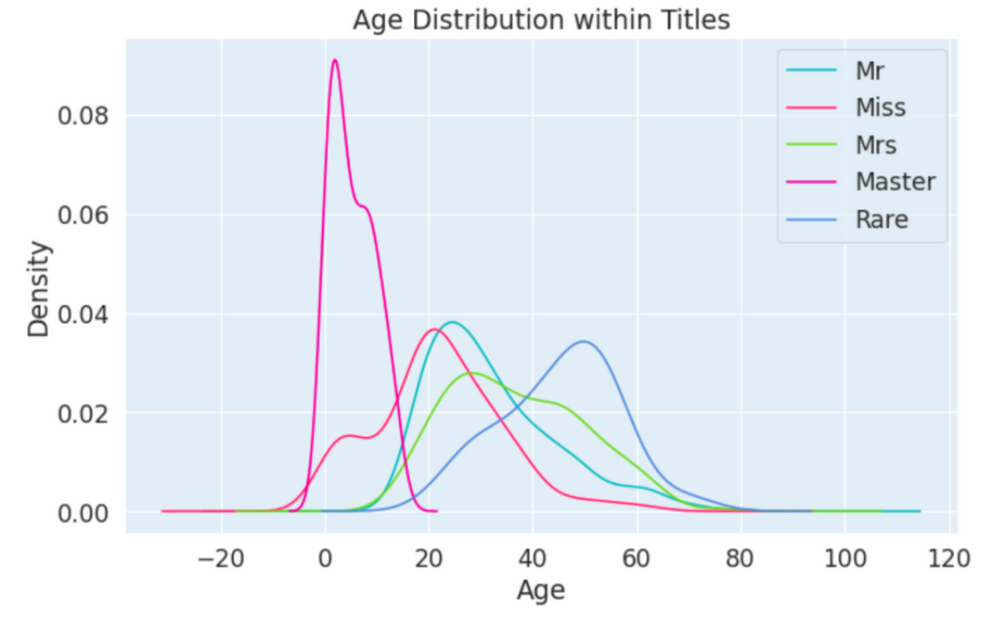 Age Distribution within Titles
Mr
Miss
Mrs
Master
Rare
Density
0.08
0.06
0.04
0.02
0.00
−20 0 20 40 60 80 100 120
Age